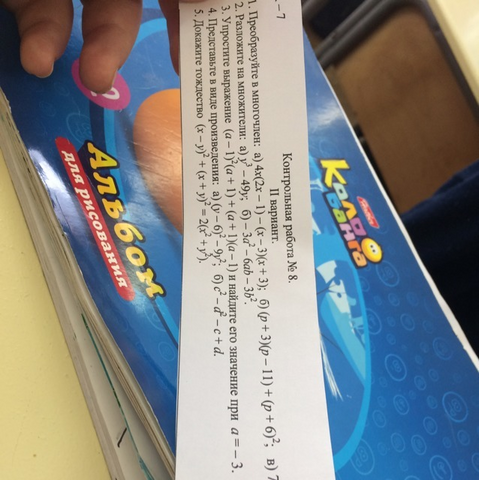 – 7
Контрольная работа № 8.
II вариант.
1. Преобразуйте в многочлен: а) 4x(2x – 1) – (x – 3)(x + 3); б) (p + 3)(p – 11) + (p + 6)²; в) 7
2. Разложите на множители: а) y³ – 49y; б) – 3a² – 6ab – 3b².
3. Упростите выражение (a – 1)²(a + 1) + (a + 1)(a – 1) и найдите его значение при a = – 3.
4. Представьте в виде произведения: а) (y – 6)² – 9y²; б) c² – d² – c + d.
5. Докажите тождество (x – y)² + (x + y)² = 2(x² + y²).
Каляка
Маляка
АЛЬБОМ
для рисования